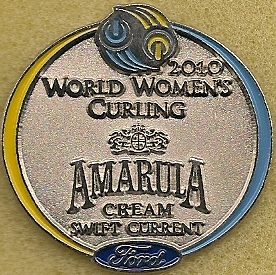 2010
WORLD WOMEN'S
CURLING
AMARULA
CREAM
SWIFT CURRENT
Ford